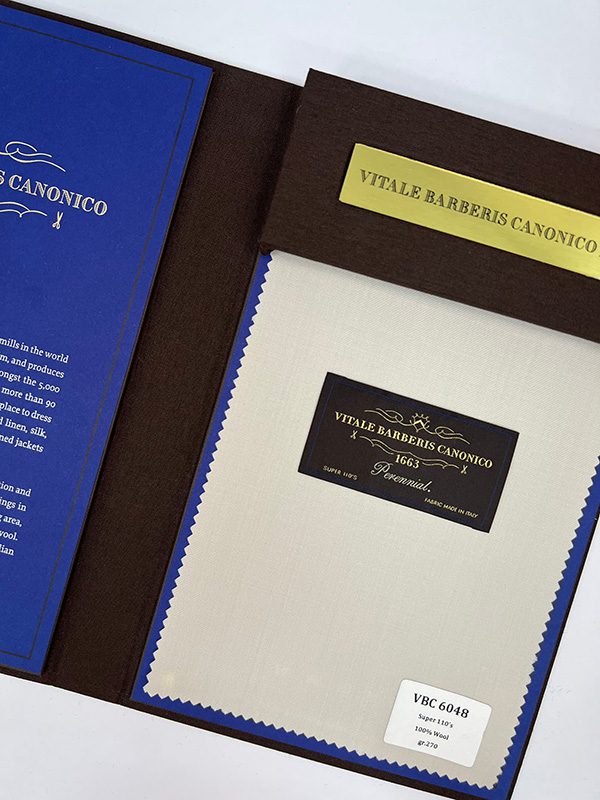 S CANONICO
mills in the world
m, and produces
ongst the 5,000
more than 90
place to dress
d linen, silk,
ned jackets
tion and
ings in
area,
wool.
dian
VITALE BARBERIS CANONICO
VITALE BARBERIS CANONICO
1663
Perennial.
SUPER 110'S
FABRIC MADE IN ITALY
VBC 6048
Super 110's
100% Wool
gr.270